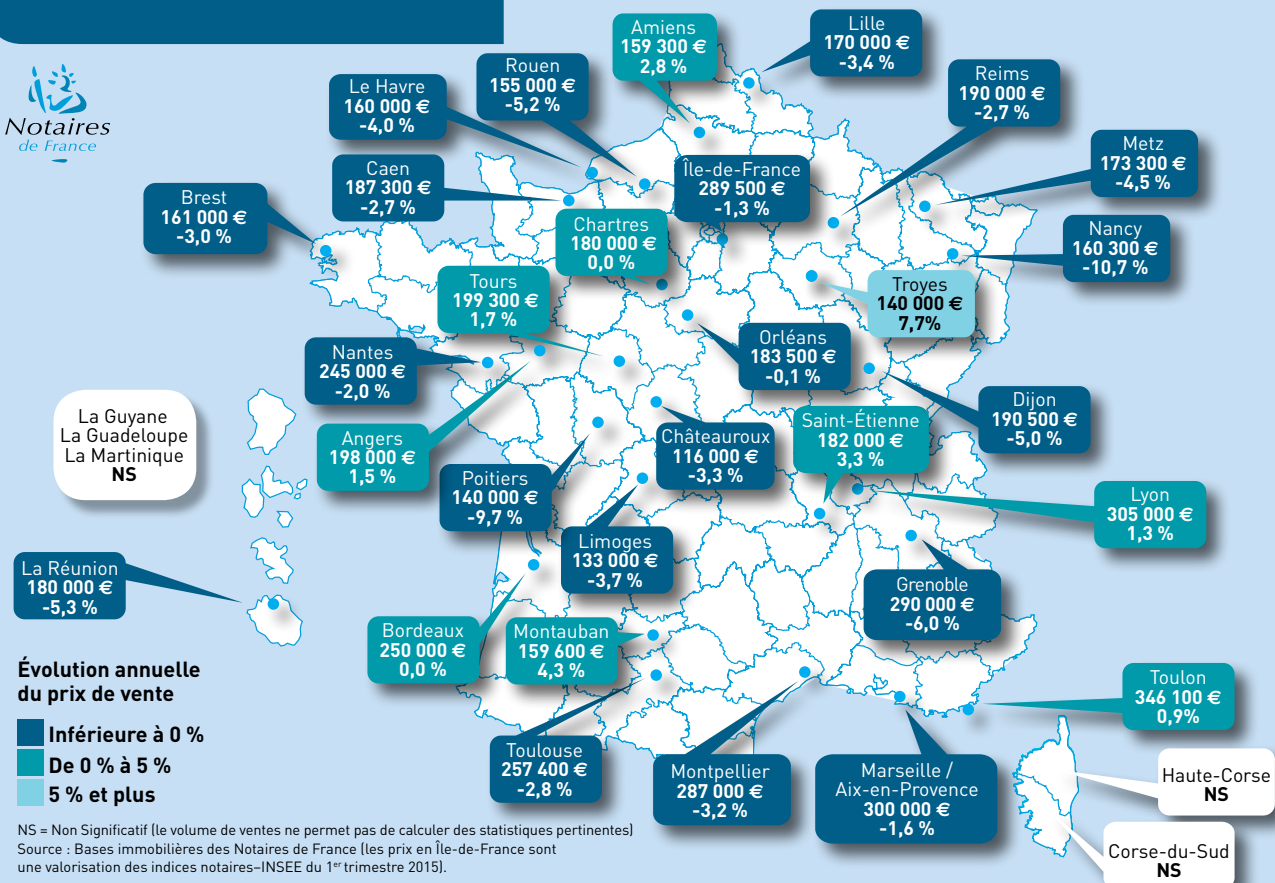 Notaires
de France
Amiens
159 300 €
2,8 %
Lille
170 000 €
-3,4 %
Rouen
155 000 €
-5,2 %
Reims
190 000 €
-2,7 %
Le Havre
160 000 €
-4,0 %
Metz
173 300 €
-4,5 %
Caen
187 300 €
-2,7 %
Île-de-France
289 500 €
-1,3 %
Brest
161 000 €
-3,0 %
Chartres
180 000 €
0,0 %
Nancy
160 300 €
-10,7 %
Tours
199 300 €
1,7 %
Troyes
140 000 €
7,7%
Orléans
183 500 €
-0,1 %
Nantes
245 000 €
-2,0 %
Dijon
190 500 €
-5,0 %
La Guyane
La Guadeloupe
La Martinique
NS
Angers
198 000 €
1,5 %
Châteauroux
116 000 €
-3,3 %
Saint-Étienne
182 000 €
3,3 %
Poitiers
140 000 €
-9,7 %
Lyon
305 000 €
1,3 %
Limoges
133 000 €
-3,7 %
La Réunion
180 000 €
-5,3 %
Grenoble
290 000 €
-6,0 %
Bordeaux
250 000 €
0,0 %
Montauban
159 600 €
4,3 %
Toulon
346 100 €
0,9%
Toulouse
257 400 €
-2,8 %
Montpellier
287 000 €
-3,2 %
Marseille /
Aix-en-Provence
300 000 €
-1,6 %
Haute-Corse
NS
Corse-du-Sud
NS
Évolution annuelle
du prix de vente
Inférieure à 0 %
De 0 % à 5 %
5 % et plus
NS = Non Significatif (le volume de ventes ne permet pas de calculer des statistiques pertinentes)
Source : Bases immobilières des Notaires de France (les prix en Île-de-France sont
une valorisation des indices notaires–INSEE du 1er trimestre 2015).